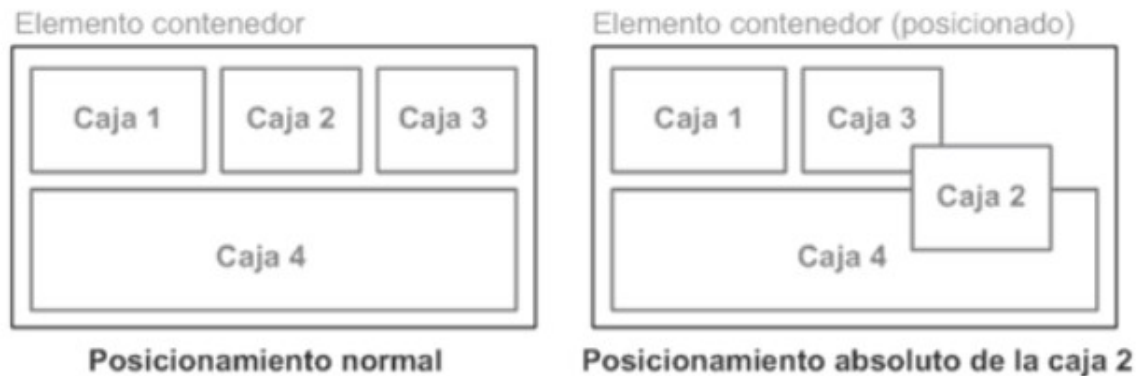 Elemento contenedor
Caja 1
Caja 2
Caja 3
Caja 4
Posicionamiento normal
Elemento contenedor (posicionado)
Caja 1
Caja 3
Caja 2
Caja 4
Posicionamiento absoluto de la caja 2